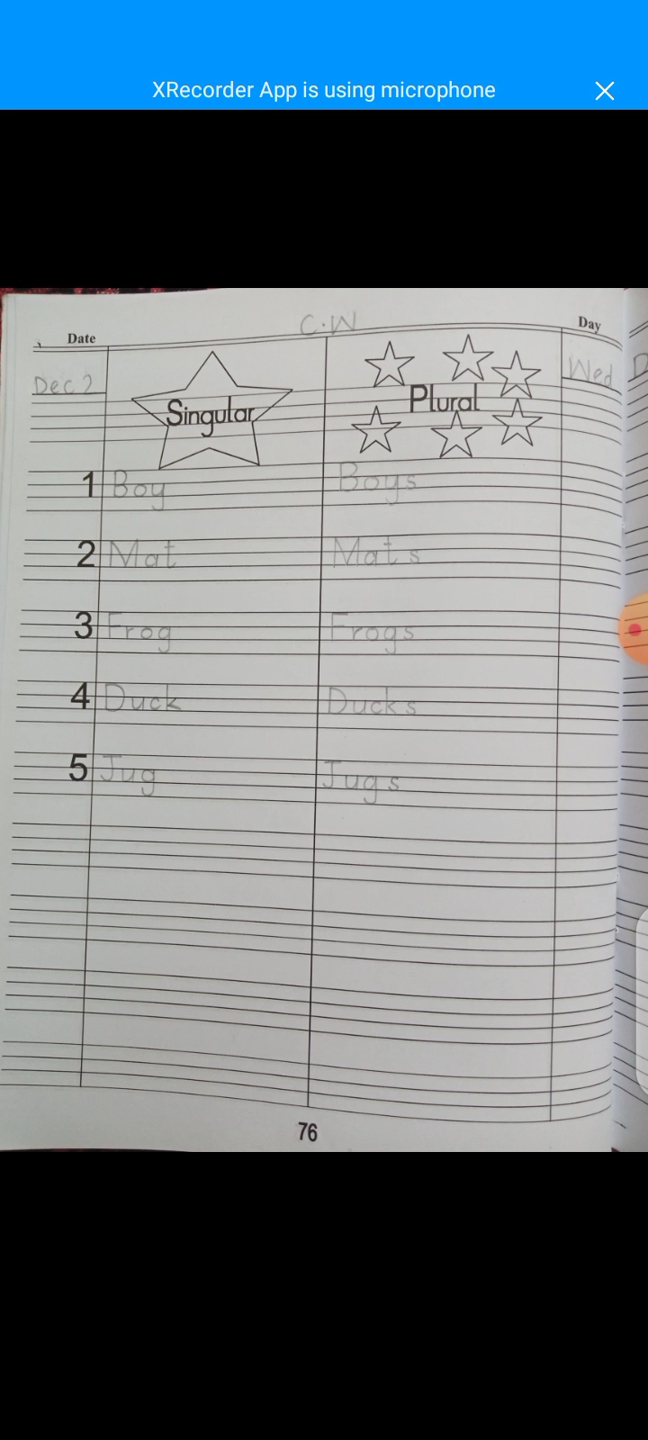 XRecorder App is using microphone
C.W
Date
Day
Dec 2
Singular
Plural
Wed
1 Boy Boys
2 Mat Mats
3 Frog Frogs
4 Duck Ducks
5 Jug Jugs
76